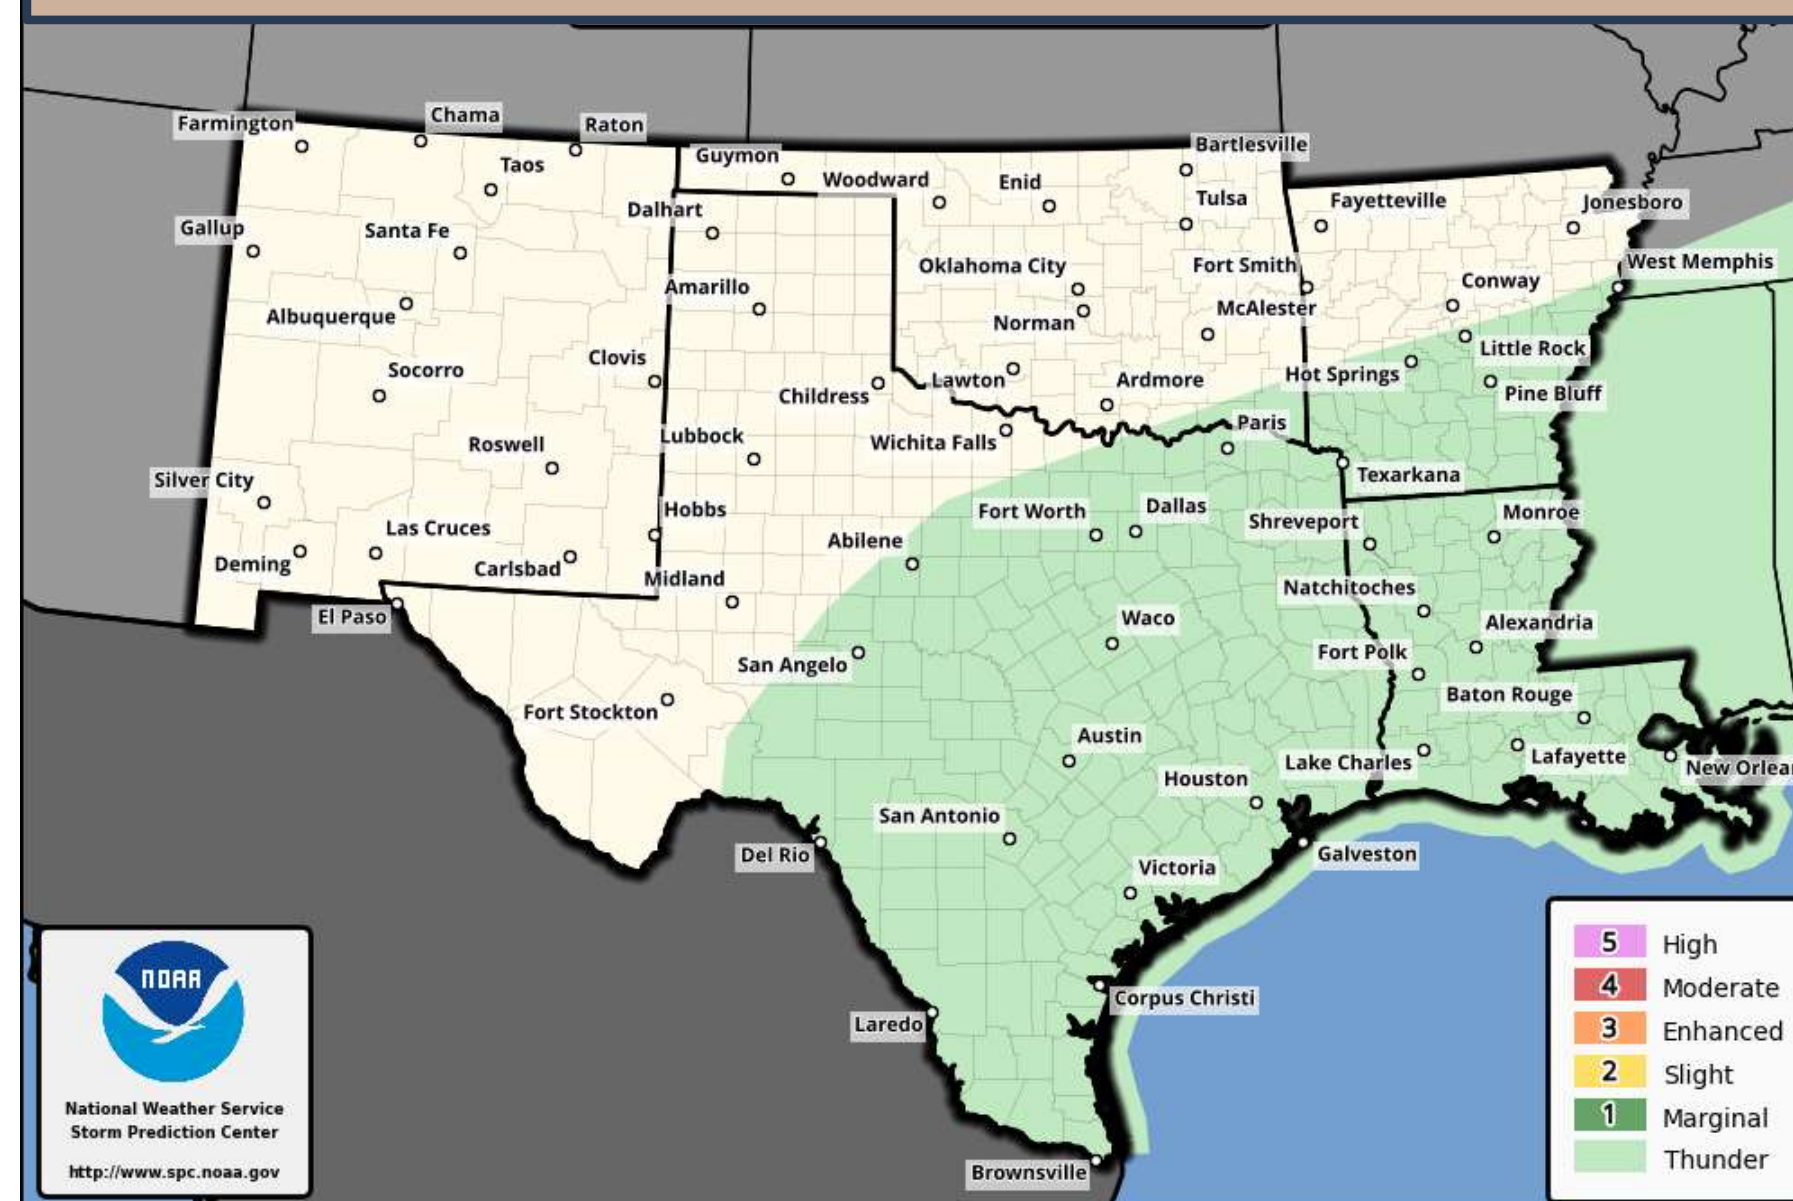 Farmington
Chama
Raton
Taos
Guymon
Woodward
Enid
Bartlesville
Tulsa
Fayetteville
Jonesboro
Gallup
Santa Fe
Dalhart
Oklahoma City
Fort Smith
West Memphis
Albuquerque
Amarillo
Norman
McAlester
Conway
Socorro
Clovis
Childress
Lawton
Ardmore
Hot Springs
Little Rock
Pine Bluff
Roswell
Lubbock
Wichita Falls
Paris
Silver City
Texarkana
Las Cruces
Hobbs
Fort Worth
Dallas
Shreveport
Monroe
Deming
Carlsbad
Midland
Abilene
Natchitoches
El Paso
Waco
Alexandria
San Angelo
Fort Polk
Fort Stockton
Baton Rouge
Austin
Houston
Lake Charles
Lafayette
New Orlea
San Antonio
Del Rio
Victoria
Galveston
Corpus Christi
Laredo
Brownsville
NOAA
National Weather Service
Storm Prediction Center
http://www.spc.noaa.gov
5 High
4 Moderate
3 Enhanced
2 Slight
1 Marginal
Thunder